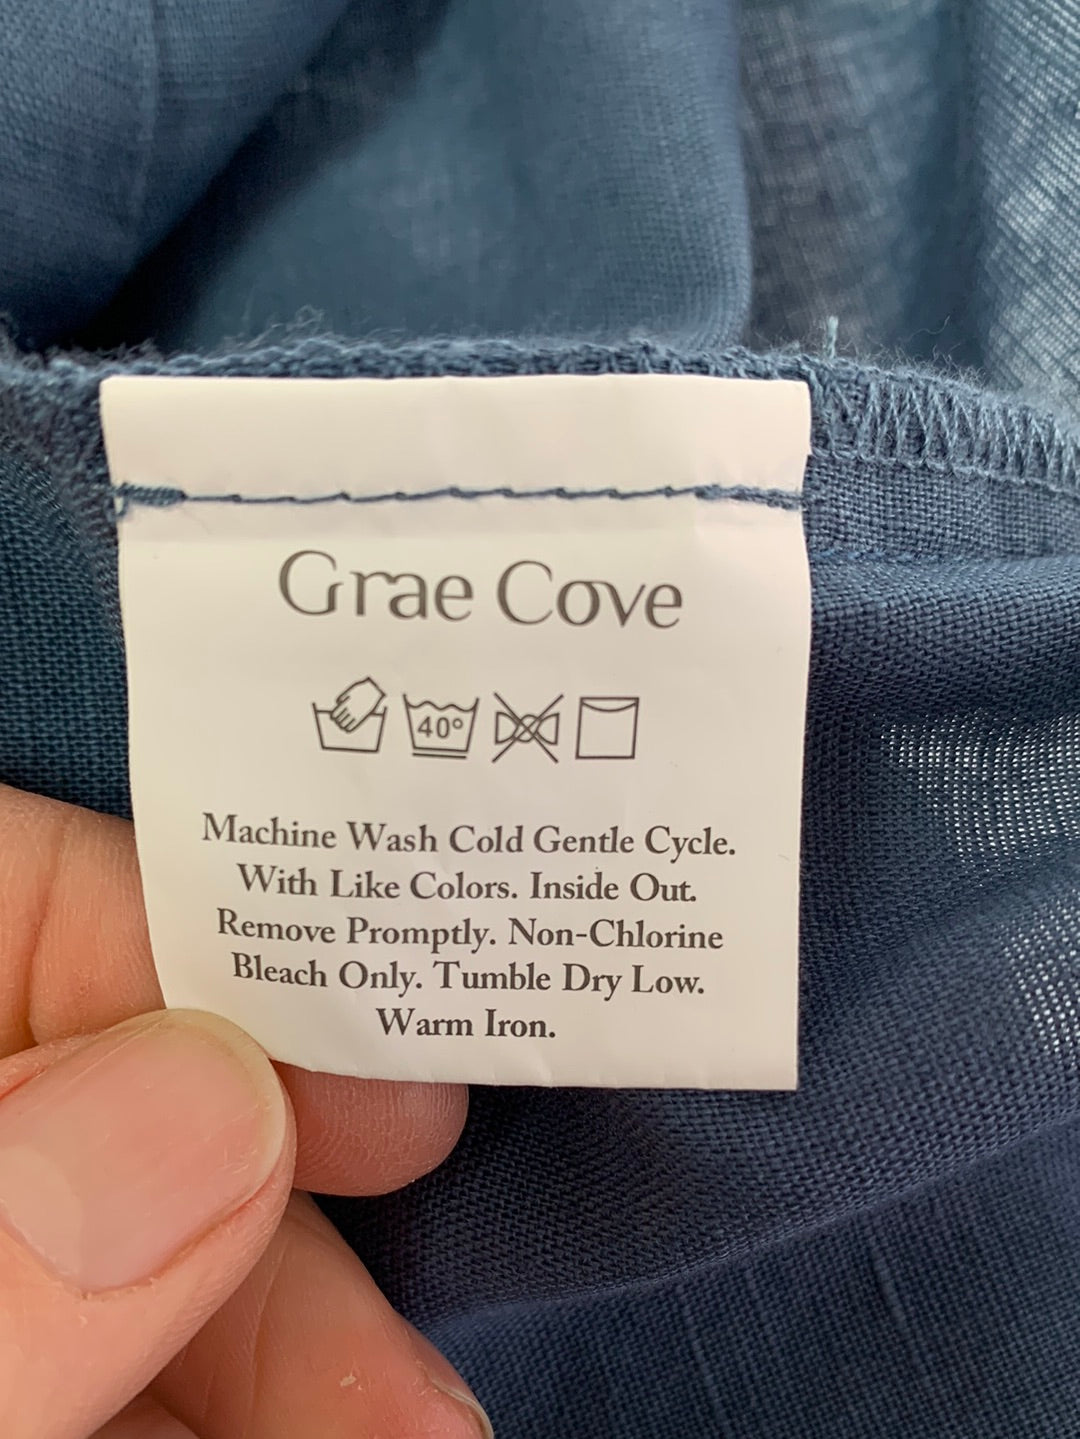 Grae Cove
40°
Machine Wash Cold Gentle Cycle.
With Like Colors. Inside Out.
Remove Promptly. Non-Chlorine
Bleach Only. Tumble Dry Low.
Warm Iron.